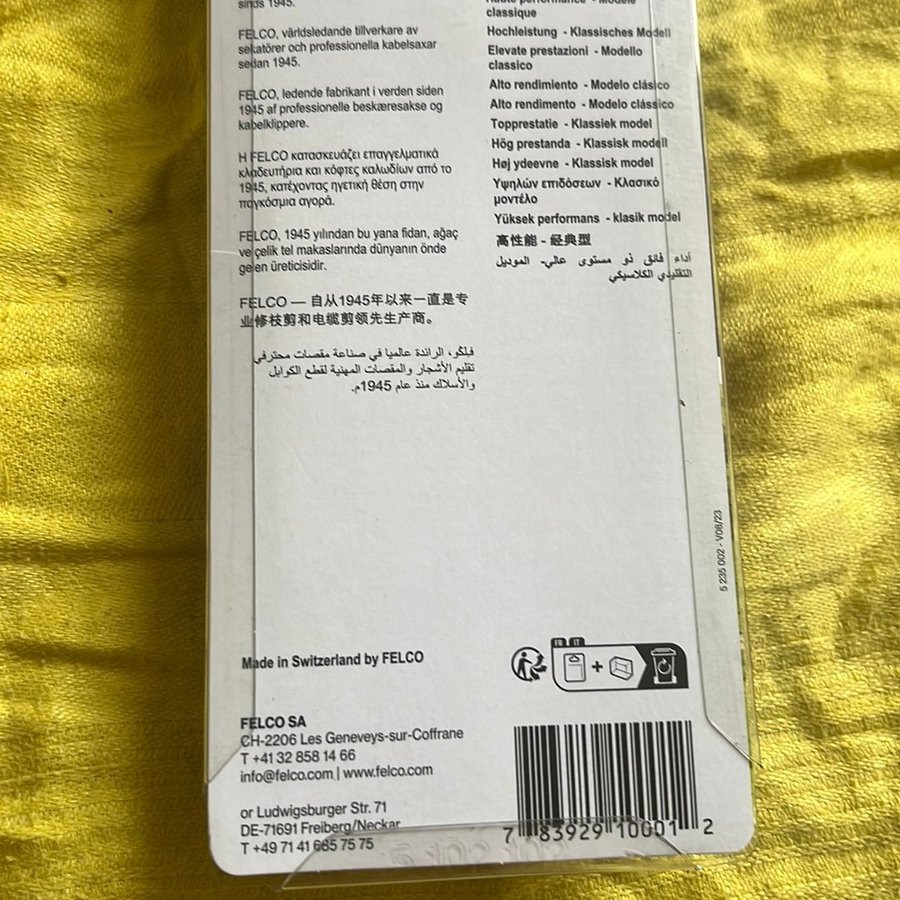 sinds 1945.
FELCO, världsledande tillverkare av
sekatörer och professionella kabelsaxar
sedan 1945.
FELCO, ledende fabrikant i verden siden
1945 af professionelle beskæresakse og
kabelklippere.
Η FELCO κατασκευάζει επαγγελματικά
κλαδευτήρια και κόφτες καλωδίων από το
1945, κατέχοντας ηγετική θέση στην
παγκόσμια αγορά.
FELCO, 1945 yılından bu yana fidan, ağaç
ve çelik tel makaslarında dünyanın önde
gelen üreticisidir.
FELCO — 自从1945年以来一直是专
业修枝剪和电缆剪领先生产商。
فيلكو، الرائدة عالميا في صناعة مقصات محترفي
تقليم الأشجار والمقصات المهنية لقطع الكوابل
والأسلاك منذ عام 1945م.
Haute performance - Modèle
classique
Hochleistung - Klassisches Modell
Elevate prestazioni - Modello
classico
Alto rendimiento - Modelo clásico
Alto rendimento - Modelo clássico
Topprestatie - Klassiek model
Hög prestanda - Klassisk modell
Høj ydeevne - Klassisk model
Υψηλών επιδόσεων - Κλασικό
μοντέλο
Yüksek performans - klasik model
高性能 - 经典型
أداء فائق ذو مستوى عالي- الموديل
التقليدي الكلاسيكي
5 235 002 - V08/23
Made in Switzerland by FELCO
FR IT
FELCO SA
CH-2206 Les Geneveys-sur-Coffrane
T +41 32 858 14 66
info@felco.com | www.felco.com
or Ludwigsburger Str. 71
DE-71691 Freiberg/Neckar
T +49 71 41 685 75 75
7 83929 10001 2